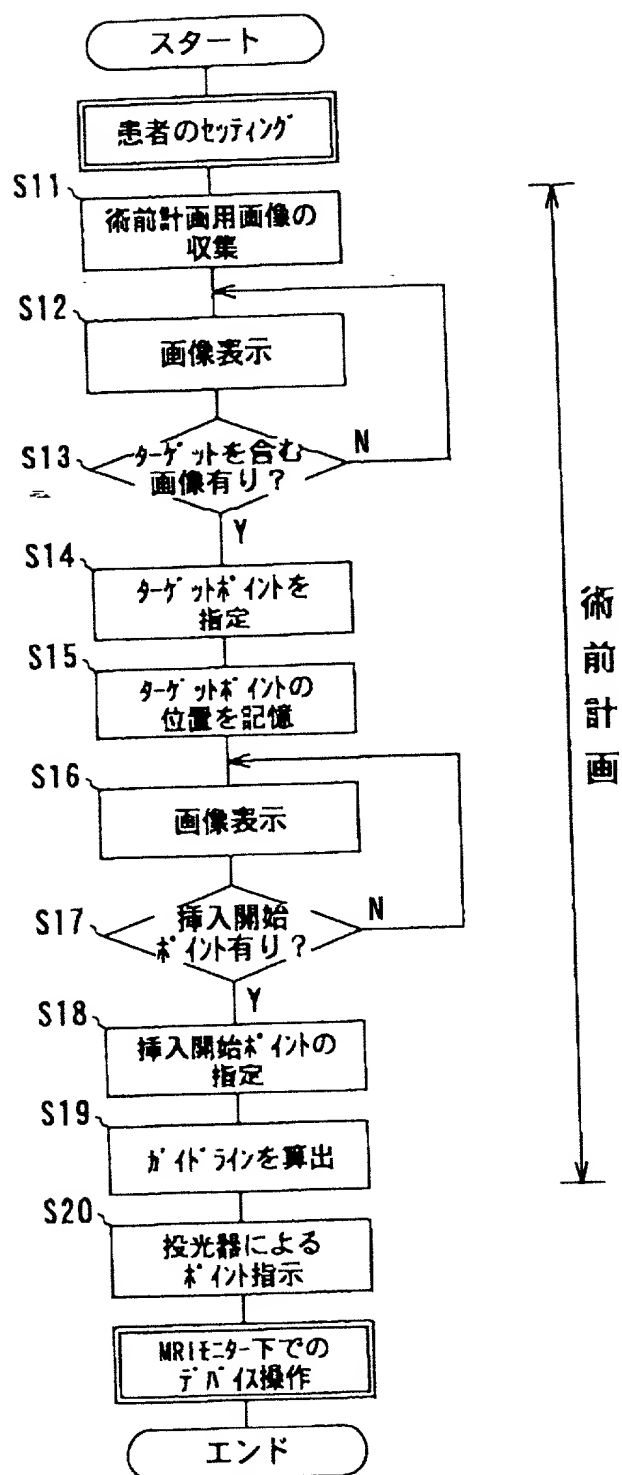 スタート
患者のセッティング
S11
術前計画用画像の
収集
S12
画像表示
S13
ターゲットを含む
画像有り?
N
Y
S14
ターゲットポイントを
指定
S15
ターゲットポイントの
位置を記憶
S16
画像表示
S17
挿入開始
ポイント有り?
N
Y
S18
挿入開始ポイントの
指定
S19
ガイドラインを算出
S20
投光器による
ポイント指示
MRIモニター下での
デバイス操作
エンド
術前計画